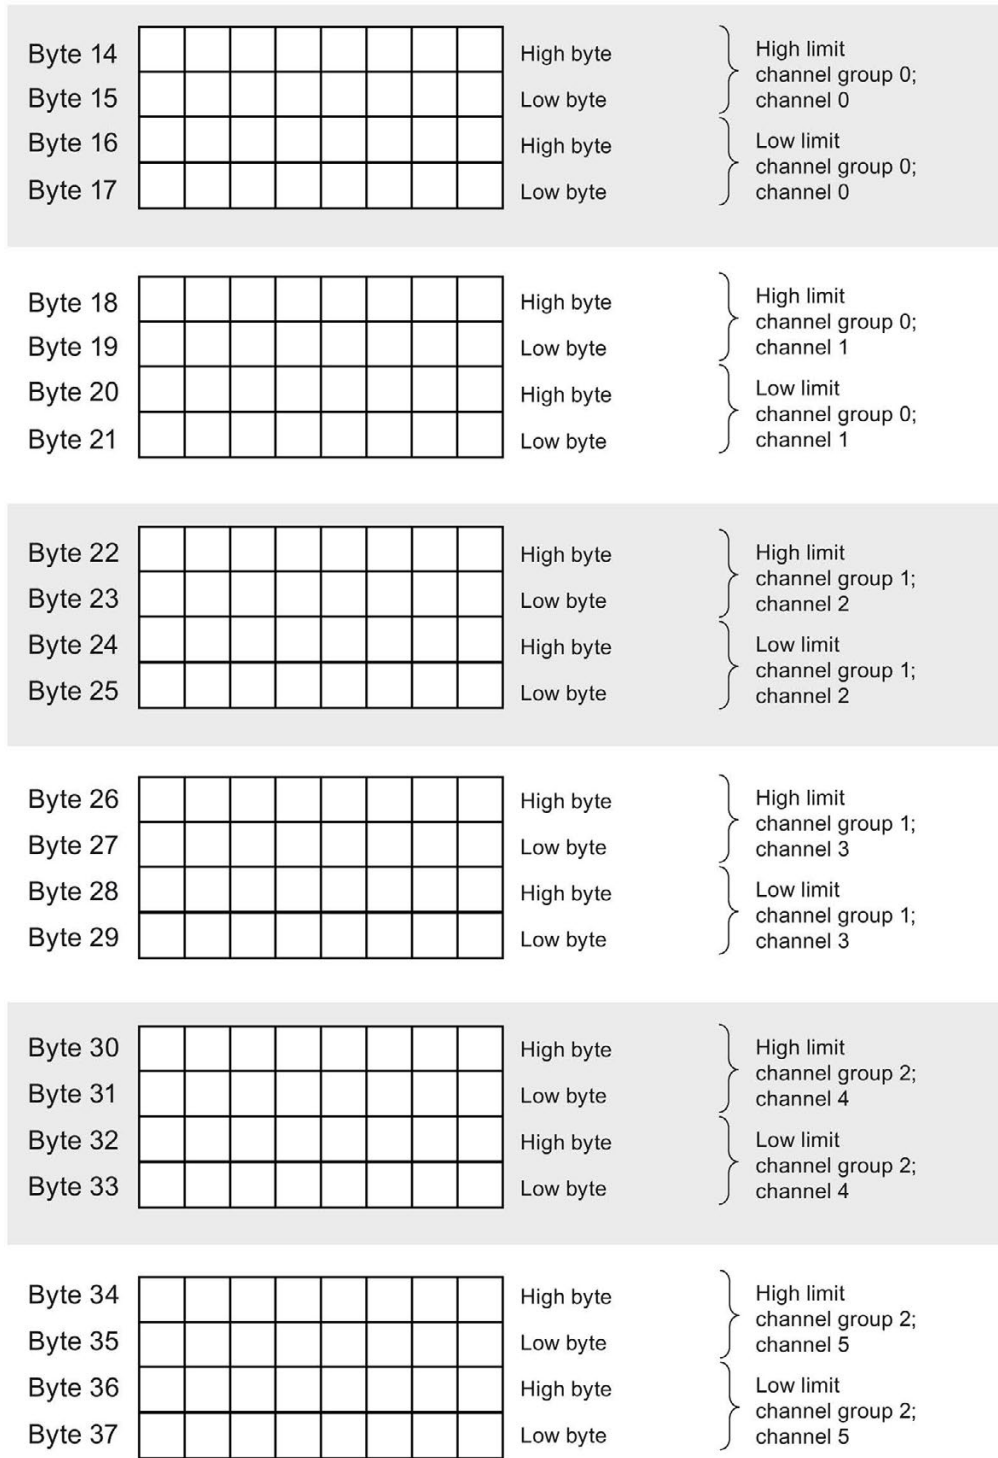 Byte 14 High byte High limit
channel group 0;
Byte 15 Low byte channel 0
Byte 16 High byte Low limit
channel group 0;
Byte 17 Low byte channel 0
Byte 18 High byte High limit
channel group 0;
Byte 19 Low byte channel 1
Byte 20 High byte Low limit
channel group 0;
Byte 21 Low byte channel 1
Byte 22 High byte High limit
channel group 1;
Byte 23 Low byte channel 2
Byte 24 High byte Low limit
channel group 1;
Byte 25 Low byte channel 2
Byte 26 High byte High limit
channel group 1;
Byte 27 Low byte channel 3
Byte 28 High byte Low limit
channel group 1;
Byte 29 Low byte channel 3
Byte 30 High byte High limit
channel group 2;
Byte 31 Low byte channel 4
Byte 32 High byte Low limit
channel group 2;
Byte 33 Low byte channel 4
Byte 34 High byte High limit
channel group 2;
Byte 35 Low byte channel 5
Byte 36 High byte Low limit
channel group 2;
Byte 37 Low byte channel 5